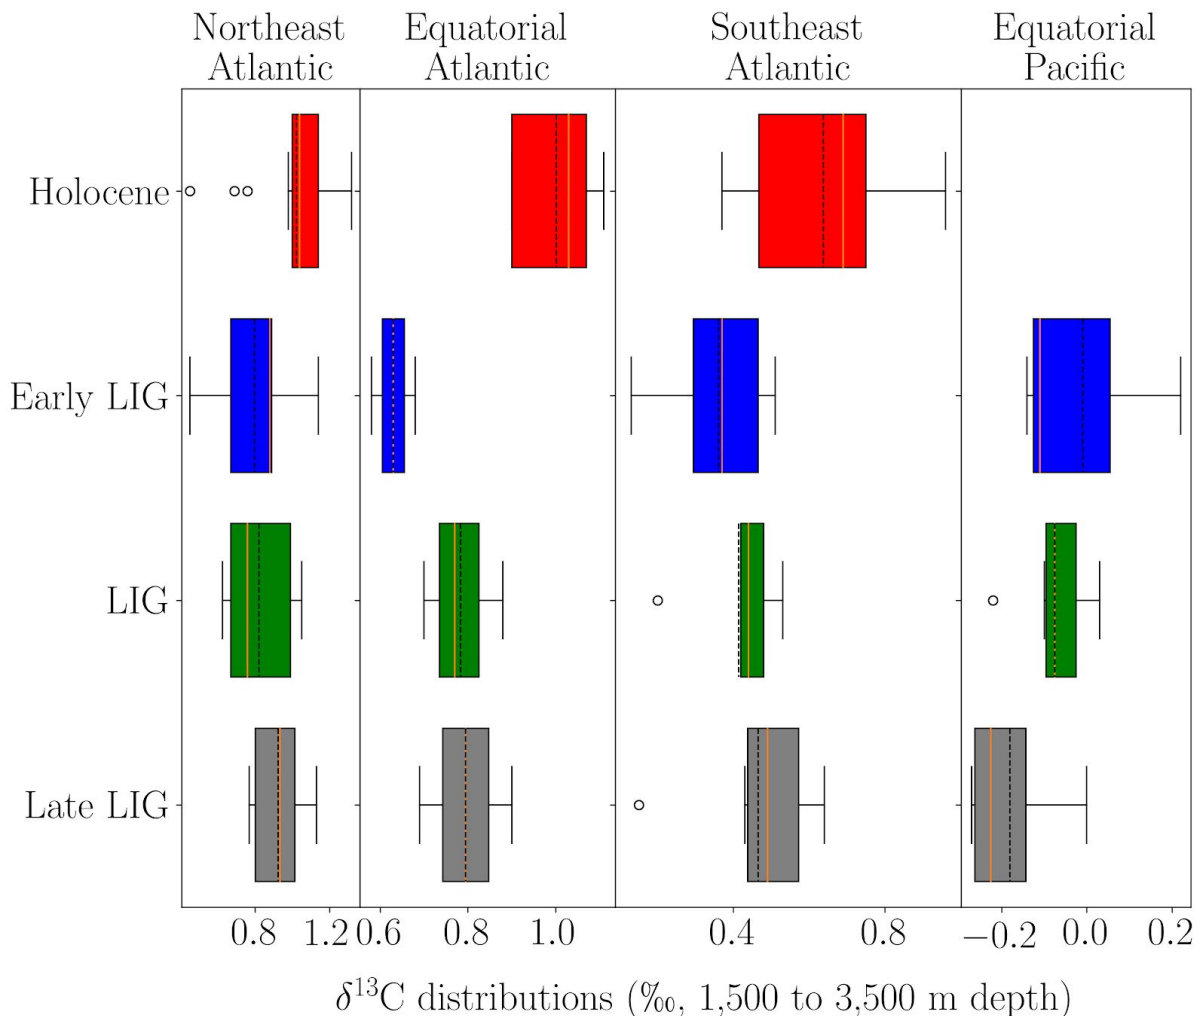 Northeast
Atlantic
Equatorial
Atlantic
Southeast
Atlantic
Equatorial
Pacific
Holocene
Early LIG
LIG
Late LIG
0.8 1.2 0.6 0.8 1.0 0.4 0.8 −0.2 0.0 0.2
δ¹³C distributions (‰, 1,500 to 3,500 m depth)